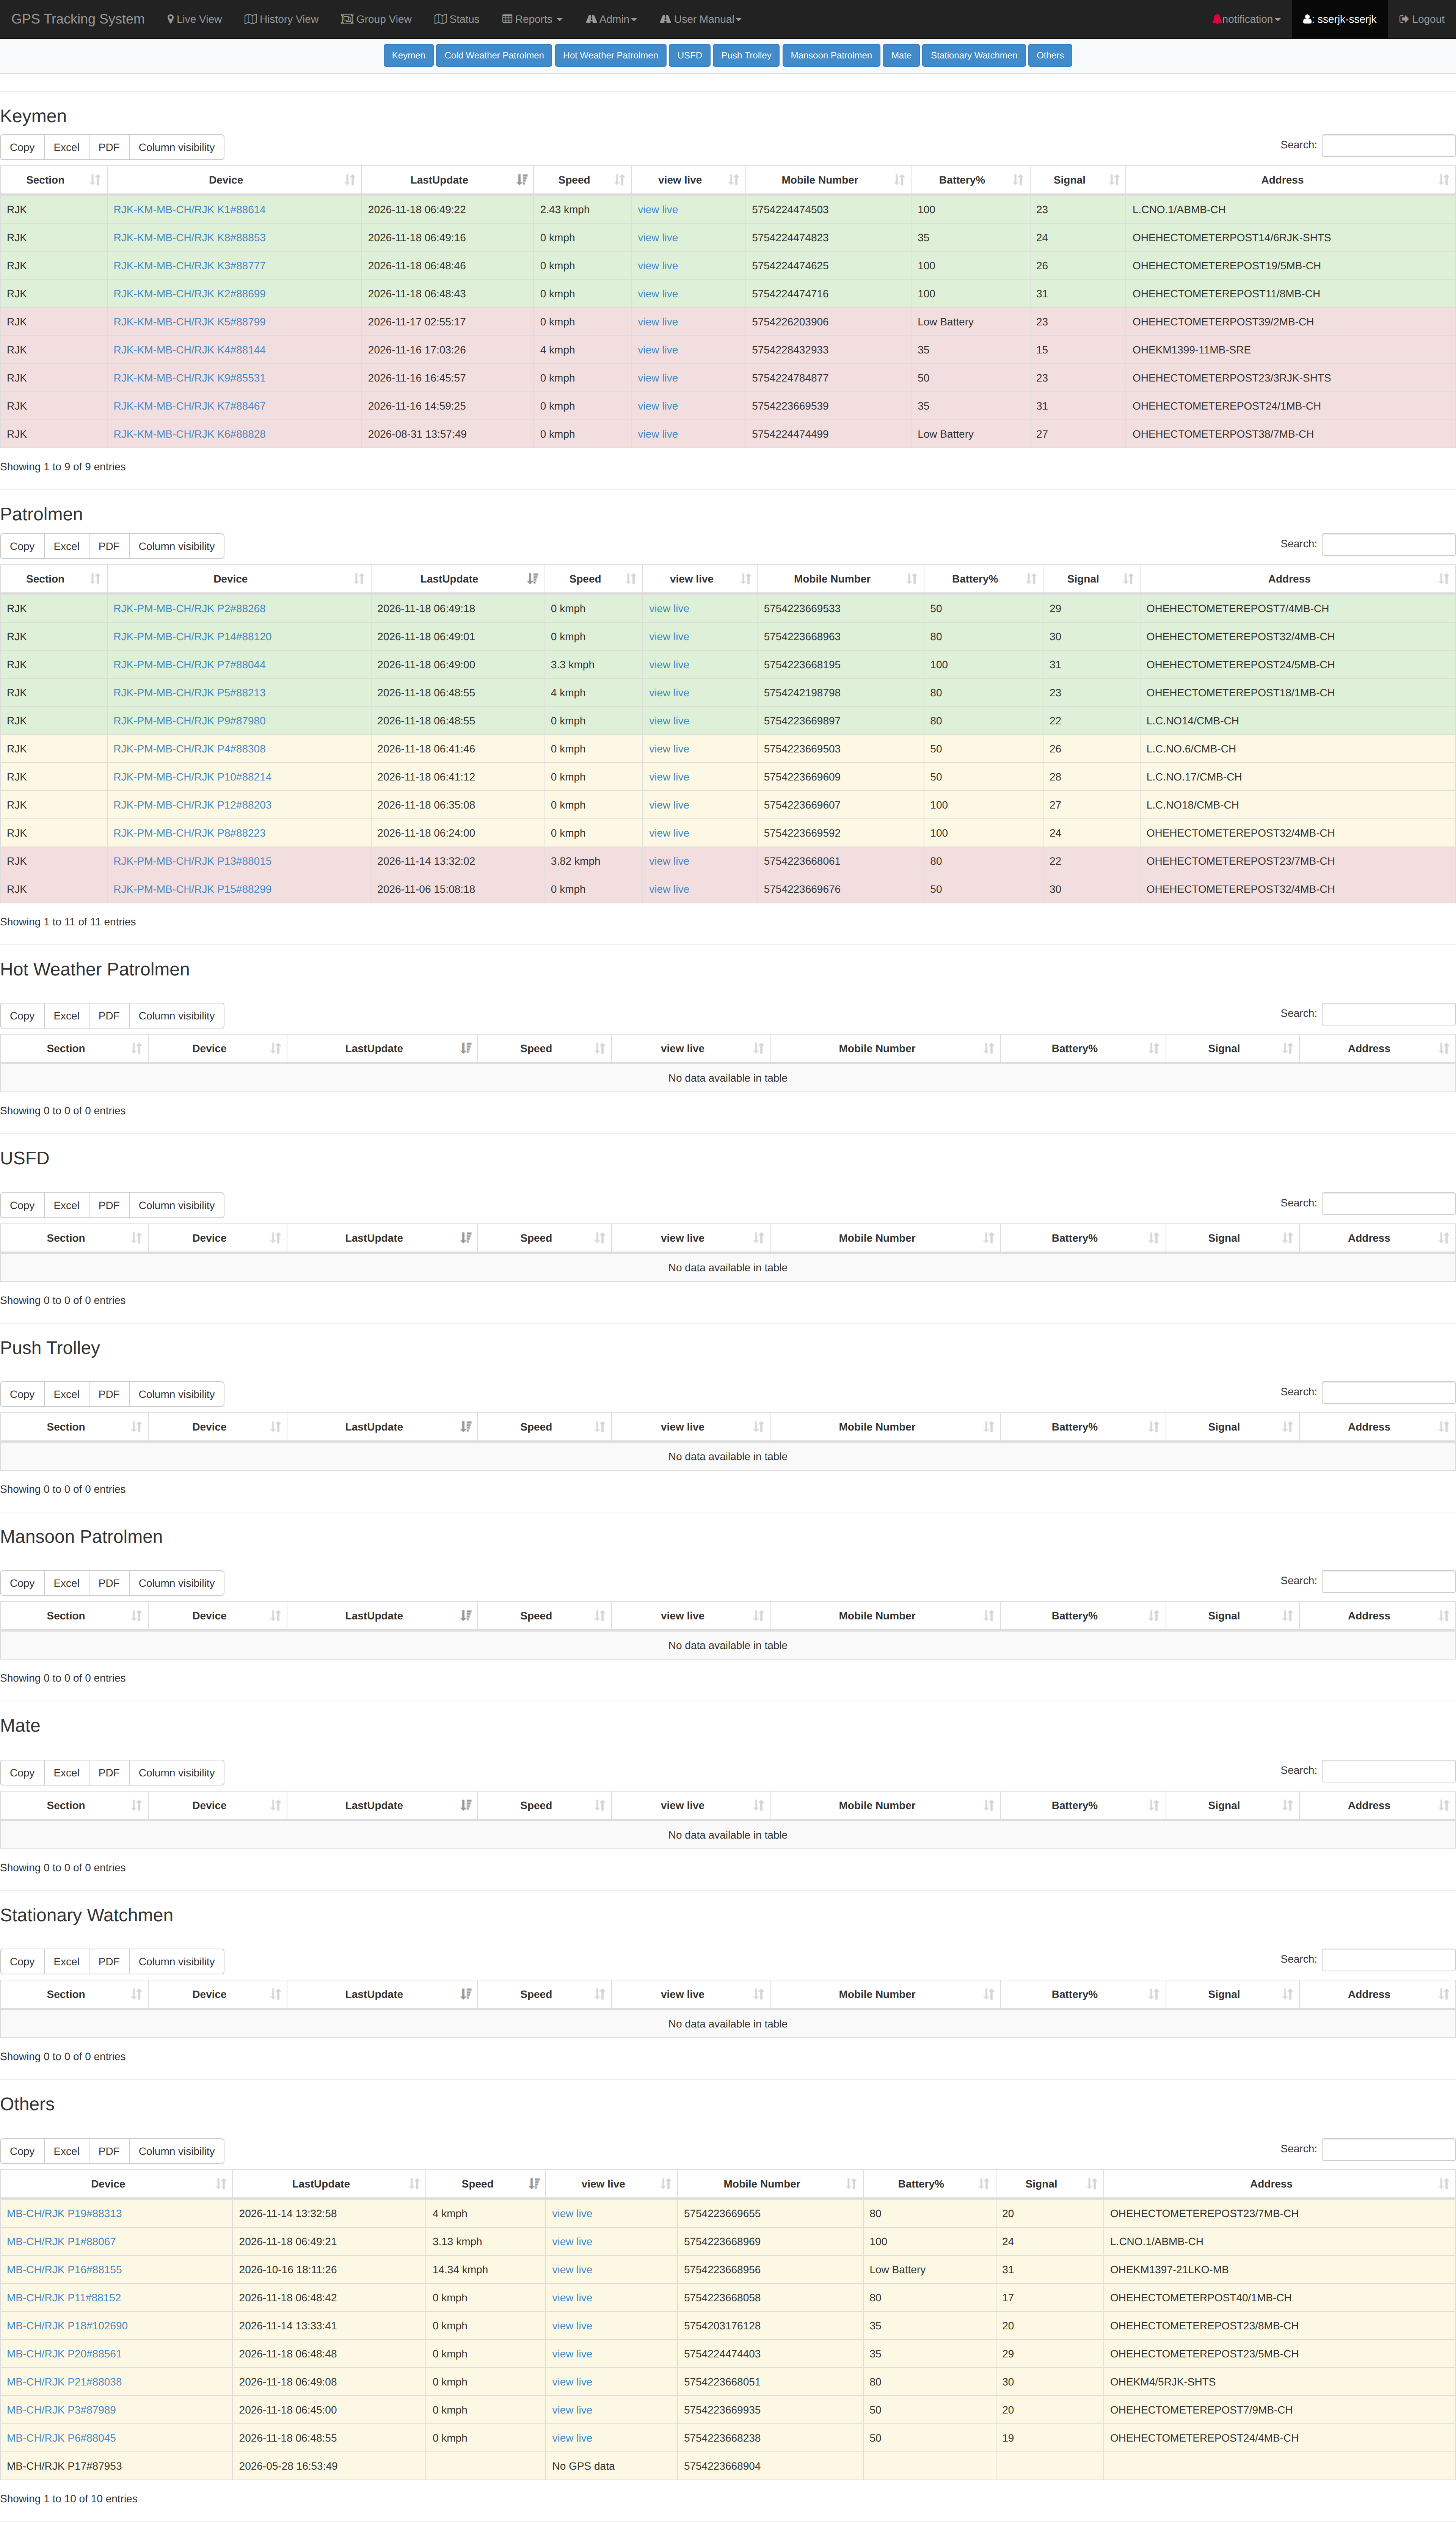 GPS Tracking System Live View History View Group View Status Reports Admin User Manual notification : sserjk-sserjk Logout
Keymen Cold Weather Patrolmen Hot Weather Patrolmen USFD Push Trolley Mansoon Patrolmen Mate Stationary Watchmen Others
Keymen
Copy Excel PDF Column visibility Search:
Section Device LastUpdate Speed view live Mobile Number Battery% Signal Address
RJK RJK-KM-MB-CH/RJK K1#88614 2026-11-18 06:49:22 2.43 kmph view live 5754224474503 100 23 L.CNO.1/ABMB-CH
RJK RJK-KM-MB-CH/RJK K8#88853 2026-11-18 06:49:16 0 kmph view live 5754224474823 35 24 OHEHECTOMETERPOST14/6RJK-SHTS
RJK RJK-KM-MB-CH/RJK K3#88777 2026-11-18 06:48:46 0 kmph view live 5754224474625 100 26 OHEHECTOMETEREPOST19/5MB-CH
RJK RJK-KM-MB-CH/RJK K2#88699 2026-11-18 06:48:43 0 kmph view live 5754224474716 100 31 OHEHECTOMETEREPOST11/8MB-CH
RJK RJK-KM-MB-CH/RJK K5#88799 2026-11-17 02:55:17 0 kmph view live 5754226203906 Low Battery 23 OHEHECTOMETERPOST39/2MB-CH
RJK RJK-KM-MB-CH/RJK K4#88144 2026-11-16 17:03:26 4 kmph view live 5754228432933 35 15 OHEKM1399-11MB-SRE
RJK RJK-KM-MB-CH/RJK K9#85531 2026-11-16 16:45:57 0 kmph view live 5754224784877 50 23 OHEHECTOMETERPOST23/3RJK-SHTS
RJK RJK-KM-MB-CH/RJK K7#88467 2026-11-16 14:59:25 0 kmph view live 5754223669539 35 31 OHEHECTOMETEREPOST24/1MB-CH
RJK RJK-KM-MB-CH/RJK K6#88828 2026-08-31 13:57:49 0 kmph view live 5754224474499 Low Battery 27 OHEHECTOMETERPOST38/7MB-CH
Showing 1 to 9 of 9 entries
Patrolmen
Copy Excel PDF Column visibility Search:
Section Device LastUpdate Speed view live Mobile Number Battery% Signal Address
RJK RJK-PM-MB-CH/RJK P2#88268 2026-11-18 06:49:18 0 kmph view live 5754223669533 50 29 OHEHECTOMETEREPOST7/4MB-CH
RJK RJK-PM-MB-CH/RJK P14#88120 2026-11-18 06:49:01 0 kmph view live 5754223668963 80 30 OHEHECTOMETEREPOST32/4MB-CH
RJK RJK-PM-MB-CH/RJK P7#88044 2026-11-18 06:49:00 3.3 kmph view live 5754223668195 100 31 OHEHECTOMETEREPOST24/5MB-CH
RJK RJK-PM-MB-CH/RJK P5#88213 2026-11-18 06:48:55 4 kmph view live 5754242198798 80 23 OHEHECTOMETEREPOST18/1MB-CH
RJK RJK-PM-MB-CH/RJK P9#87980 2026-11-18 06:48:55 0 kmph view live 5754223669897 80 22 L.C.NO14/CMB-CH
RJK RJK-PM-MB-CH/RJK P4#88308 2026-11-18 06:41:46 0 kmph view live 5754223669503 50 26 L.C.NO.6/CMB-CH
RJK RJK-PM-MB-CH/RJK P10#88214 2026-11-18 06:41:12 0 kmph view live 5754223669609 50 28 L.C.NO.17/CMB-CH
RJK RJK-PM-MB-CH/RJK P12#88203 2026-11-18 06:35:08 0 kmph view live 5754223669607 100 27 L.C.NO18/CMB-CH
RJK RJK-PM-MB-CH/RJK P8#88223 2026-11-18 06:24:00 0 kmph view live 5754223669592 100 24 OHEHECTOMETEREPOST32/4MB-CH
RJK RJK-PM-MB-CH/RJK P13#88015 2026-11-14 13:32:02 3.82 kmph view live 5754223668061 80 22 OHEHECTOMETEREPOST23/7MB-CH
RJK RJK-PM-MB-CH/RJK P15#88299 2026-11-06 15:08:18 0 kmph view live 5754223669676 50 30 OHEHECTOMETEREPOST32/4MB-CH
Showing 1 to 11 of 11 entries
Hot Weather Patrolmen
Copy Excel PDF Column visibility Search:
Section Device LastUpdate Speed view live Mobile Number Battery% Signal Address
No data available in table
Showing 0 to 0 of 0 entries
USFD
Copy Excel PDF Column visibility Search:
Section Device LastUpdate Speed view live Mobile Number Battery% Signal Address
No data available in table
Showing 0 to 0 of 0 entries
Push Trolley
Copy Excel PDF Column visibility Search:
Section Device LastUpdate Speed view live Mobile Number Battery% Signal Address
No data available in table
Showing 0 to 0 of 0 entries
Mansoon Patrolmen
Copy Excel PDF Column visibility Search:
Section Device LastUpdate Speed view live Mobile Number Battery% Signal Address
No data available in table
Showing 0 to 0 of 0 entries
Mate
Copy Excel PDF Column visibility Search:
Section Device LastUpdate Speed view live Mobile Number Battery% Signal Address
No data available in table
Showing 0 to 0 of 0 entries
Stationary Watchmen
Copy Excel PDF Column visibility Search:
Section Device LastUpdate Speed view live Mobile Number Battery% Signal Address
No data available in table
Showing 0 to 0 of 0 entries
Others
Copy Excel PDF Column visibility Search:
Device LastUpdate Speed view live Mobile Number Battery% Signal Address
MB-CH/RJK P19#88313 2026-11-14 13:32:58 4 kmph view live 5754223669655 80 20 OHEHECTOMETEREPOST23/7MB-CH
MB-CH/RJK P1#88067 2026-11-18 06:49:21 3.13 kmph view live 5754223668969 100 24 L.CNO.1/ABMB-CH
MB-CH/RJK P16#88155 2026-10-16 18:11:26 14.34 kmph view live 5754223668956 Low Battery 31 OHEKM1397-21LKO-MB
MB-CH/RJK P11#88152 2026-11-18 06:48:42 0 kmph view live 5754223668058 80 17 OHEHECTOMETERPOST40/1MB-CH
MB-CH/RJK P18#102690 2026-11-14 13:33:41 0 kmph view live 5754203176128 35 20 OHEHECTOMETEREPOST23/8MB-CH
MB-CH/RJK P20#88561 2026-11-18 06:48:48 0 kmph view live 5754224474403 35 29 OHEHECTOMETEREPOST23/5MB-CH
MB-CH/RJK P21#88038 2026-11-18 06:49:08 0 kmph view live 5754223668051 80 30 OHEKM4/5RJK-SHTS
MB-CH/RJK P3#87989 2026-11-18 06:45:00 0 kmph view live 5754223669935 50 20 OHEHECTOMETEREPOST7/9MB-CH
MB-CH/RJK P6#88045 2026-11-18 06:48:55 0 kmph view live 5754223668238 50 19 OHEHECTOMETEREPOST24/4MB-CH
MB-CH/RJK P17#87953 2026-05-28 16:53:49 No GPS data 5754223668904
Showing 1 to 10 of 10 entries